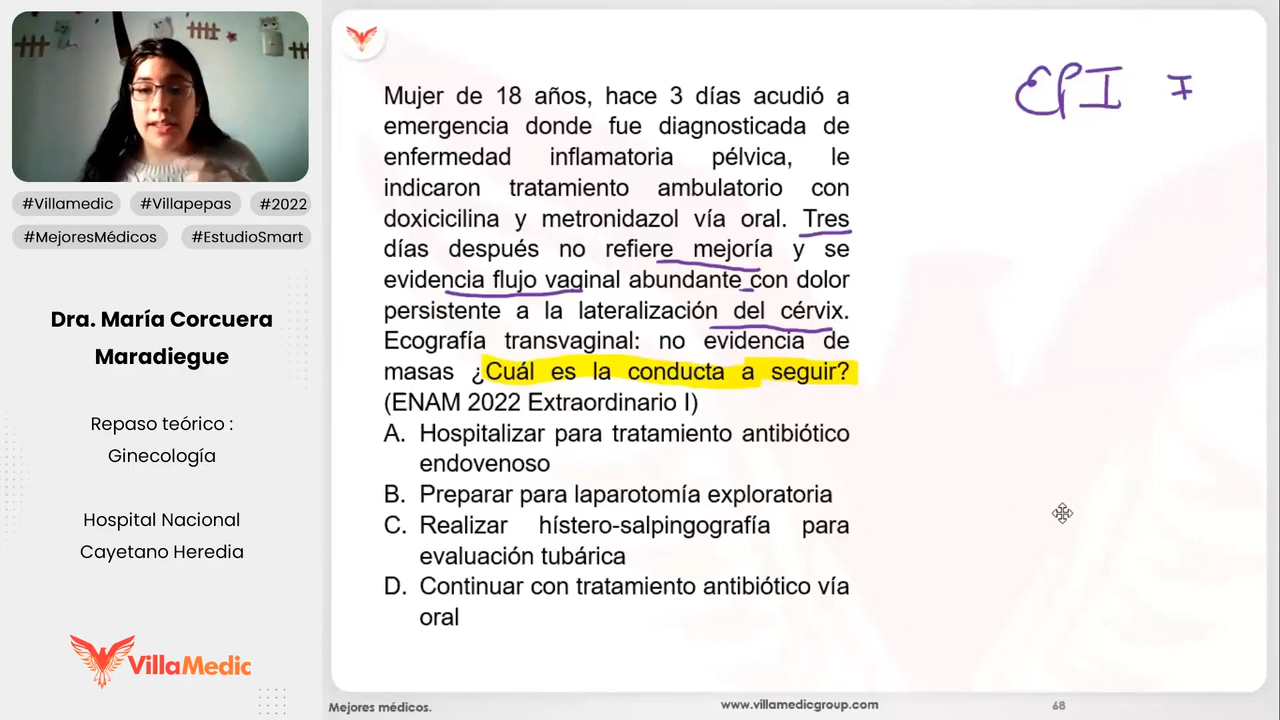 #Villamedic #Villapepas #2022
#MejoresMédicos #EstudioSmart
Dra. María Corcuera
Maradiegue
Repaso teórico :
Ginecología
Hospital Nacional
Cayetano Heredia
VillaMedic
Mujer de 18 años, hace 3 días acudió a
emergencia donde fue diagnosticada de
enfermedad inflamatoria pélvica, le
indicaron tratamiento ambulatorio con
doxicicilina y metronidazol vía oral. Tres
días después no refiere mejoría y se
evidencia flujo vaginal abundante con dolor
persistente a la lateralización del cérvix.
Ecografía transvaginal: no evidencia de
masas ¿Cuál es la conducta a seguir?
(ENAM 2022 Extraordinario I)
A. Hospitalizar para tratamiento antibiótico
endovenoso
B. Preparar para laparotomía exploratoria
C. Realizar hístero-salpingografía para
evaluación tubárica
D. Continuar con tratamiento antibiótico vía
oral
EPI I
Mejores médicos.
www.villamedicgroup.com
68